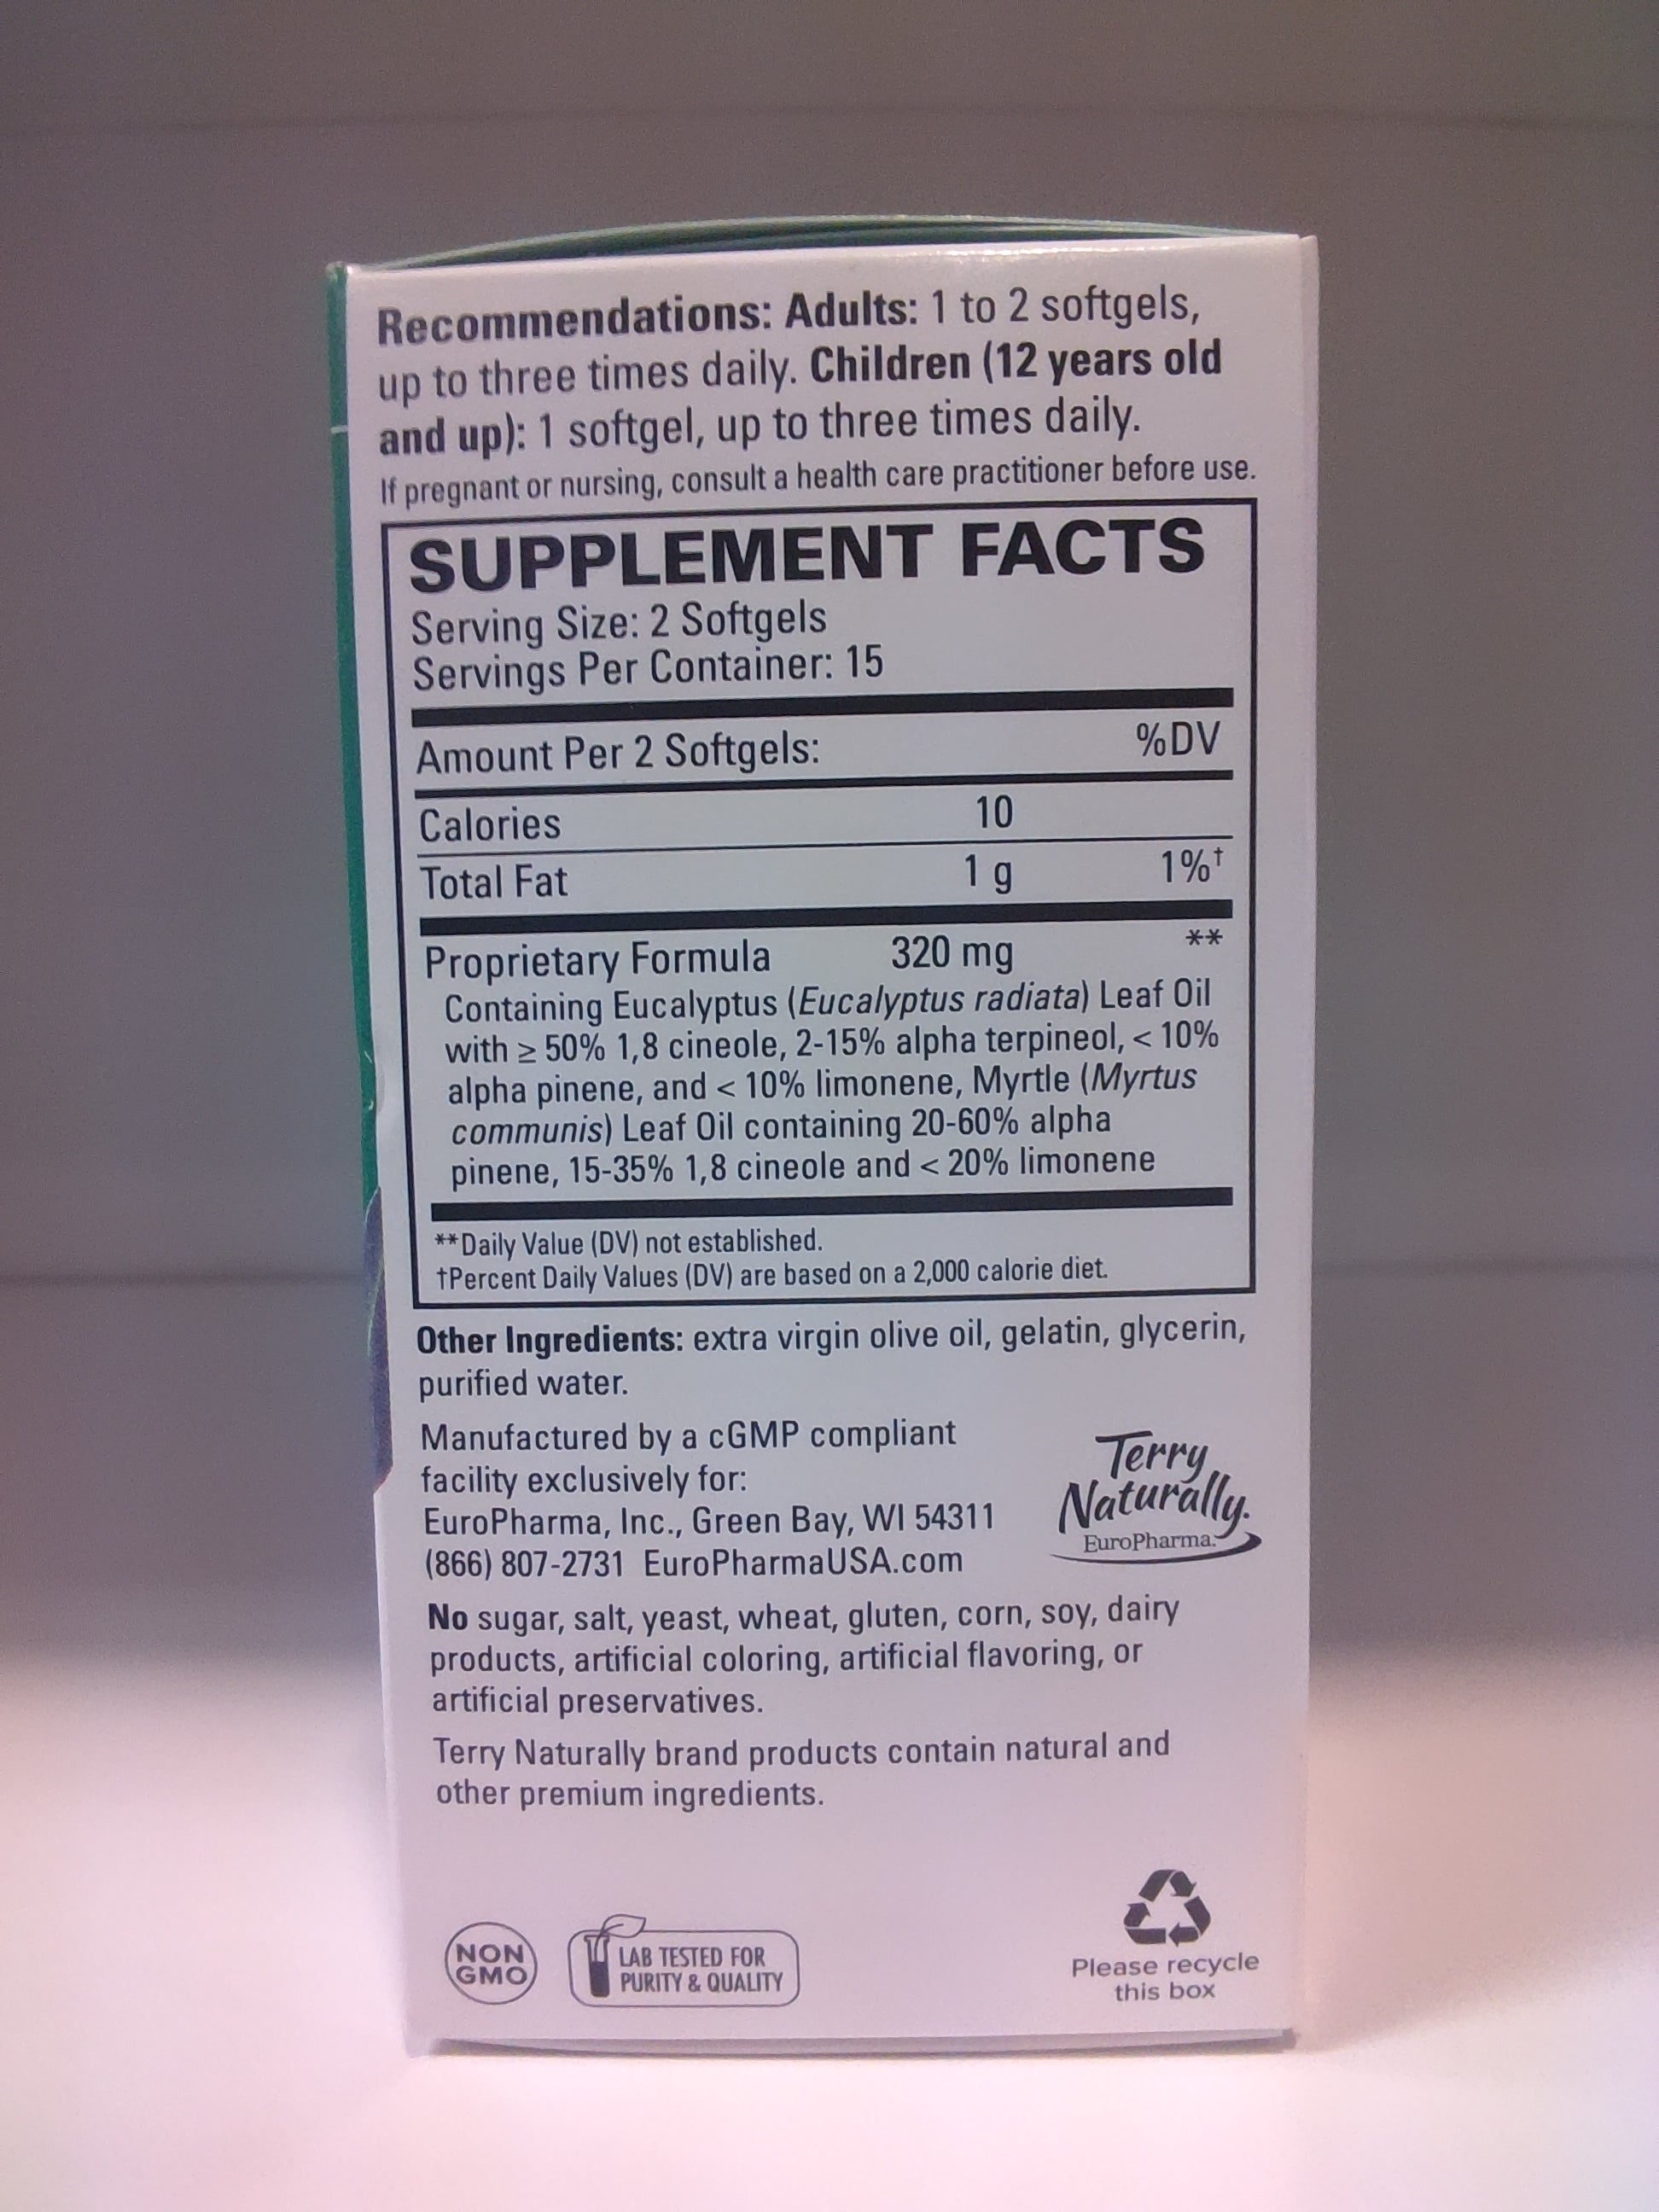 Recommendations: Adults: 1 to 2 softgels,
up to three times daily. Children (12 years old
and up): 1 softgel, up to three times daily.
If pregnant or nursing, consult a health care practitioner before use.
SUPPLEMENT FACTS
Serving Size: 2 Softgels
Servings Per Container: 15
Amount Per 2 Softgels: %DV
Calories 10
Total Fat 1 g 1%†
Proprietary Formula 320 mg **
Containing Eucalyptus (Eucalyptus radiata) Leaf Oil
with ≥ 50% 1,8 cineole, 2-15% alpha terpineol, < 10%
alpha pinene, and < 10% limonene, Myrtle (Myrtus
communis) Leaf Oil containing 20-60% alpha
pinene, 15-35% 1,8 cineole and < 20% limonene
**Daily Value (DV) not established.
†Percent Daily Values (DV) are based on a 2,000 calorie diet.
Other Ingredients: extra virgin olive oil, gelatin, glycerin,
purified water.
Manufactured by a cGMP compliant
facility exclusively for:
EuroPharma, Inc., Green Bay, WI 54311
(866) 807-2731 EuroPharmaUSA.com
Terry
Naturally.
EuroPharma.
No sugar, salt, yeast, wheat, gluten, corn, soy, dairy
products, artificial coloring, artificial flavoring, or
artificial preservatives.
Terry Naturally brand products contain natural and
other premium ingredients.
NON
GMO
LAB TESTED FOR
PURITY & QUALITY
Please recycle
this box